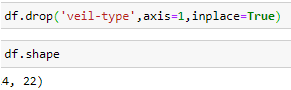 df.drop('veil-type',axis=1,inplace=True)
df.shape
4, 22)